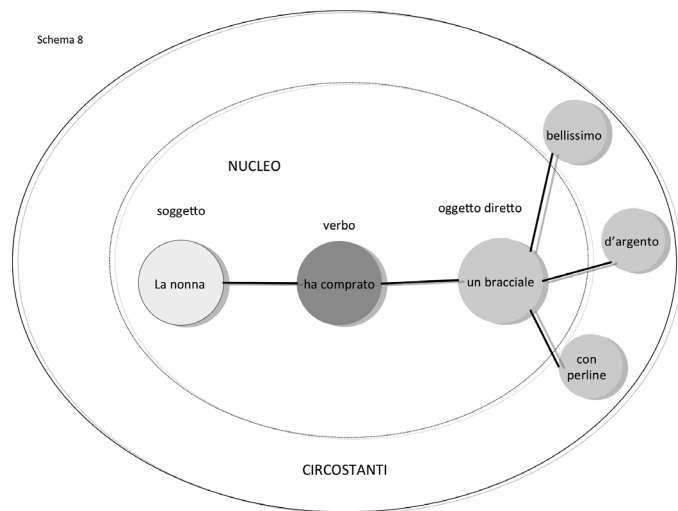 Schema 8
bellissimo
NUCLEO
soggetto
oggetto diretto
verbo
d'argento
La nonna
ha comprato
un bracciale
con
perline
CIRCOSTANTI